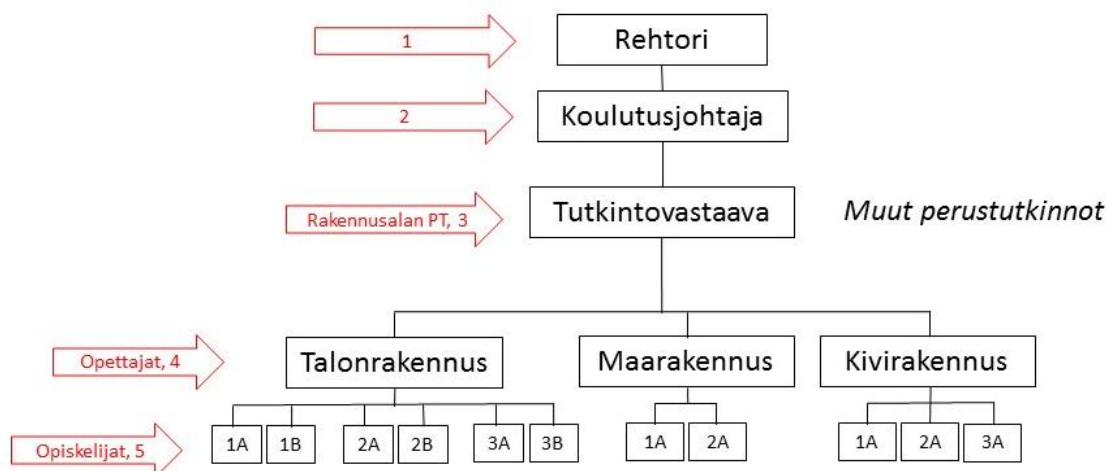 1
Rehtori
2
Koulutusjohtaja
Rakennusalan PT, 3
Tutkintovastaava
Muut perustutkinnot
Opettajat, 4
Talonrakennus
Maarakennus
Kivirakennus
Opiskelijat, 5
1A
1B
2A
2B
3A
3B
1A
2A
1A
2A
3A